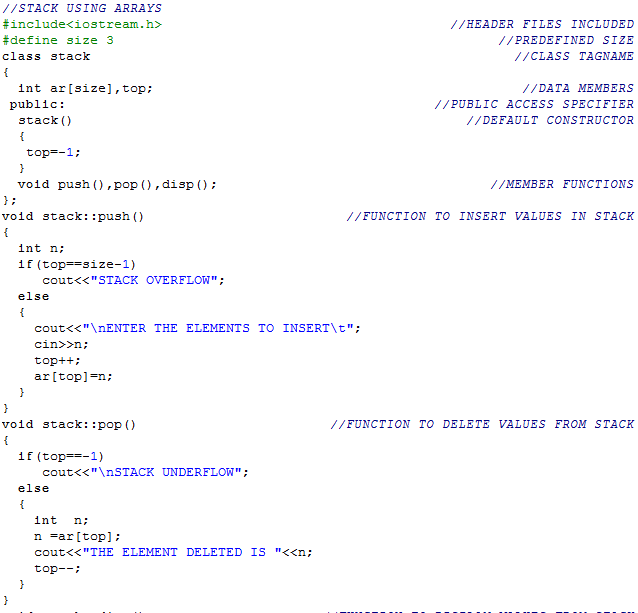 //STACK USING ARRAYS
#include<iostream.h> //HEADER FILES INCLUDED
#define size 3 //PREDEFINED SIZE
class stack //CLASS TAGNAME
{
int ar[size],top; //DATA MEMBERS
public: //PUBLIC ACCESS SPECIFIER
stack() //DEFAULT CONSTRUCTOR
{
top=-1;
}
void push(),pop(),disp(); //MEMBER FUNCTIONS
};
void stack::push() //FUNCTION TO INSERT VALUES IN STACK
{
int n;
if(top==size-1)
cout<<"STACK OVERFLOW";
else
{
cout<<"\nENTER THE ELEMENTS TO INSERT\t";
cin>>n;
top++;
ar[top]=n;
}
}
void stack::pop() //FUNCTION TO DELETE VALUES FROM STACK
{
if(top==-1)
cout<<"\nSTACK UNDERFLOW";
else
{
int  n;
n =ar[top];
cout<<"THE ELEMENT DELETED IS "<<n;
top--;
}
}